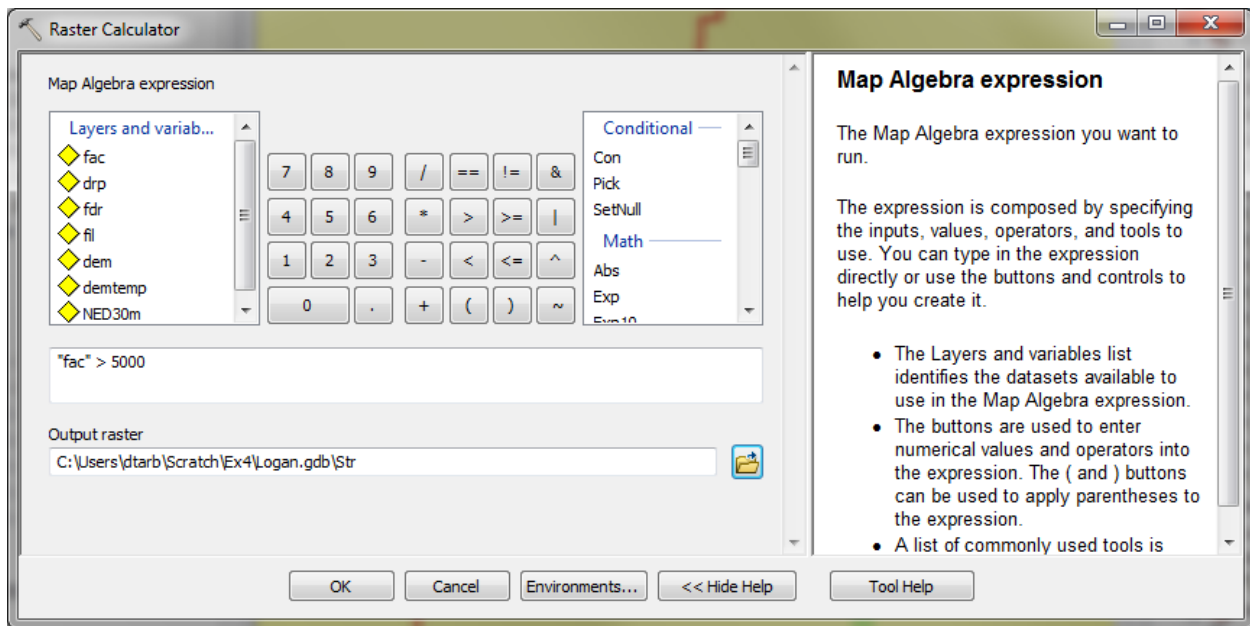 Raster Calculator
Map Algebra expression
Layers and variab...
fac
drp
fdr
fil
dem
demtemp
NED30m
7 8 9 / == != &
4 5 6 * > >= |
1 2 3 - < <= ^
0 . + ( ) ~
Conditional
Con
Pick
SetNull
Math
Abs
Exp
Exp10
"fac" > 5000
Output raster
C:\Users\dtarb\Scratch\Ex4\Logan.gdb\Str
OK Cancel Environments... << Hide Help Tool Help
Map Algebra expression
The Map Algebra expression you want to
run.
The expression is composed by specifying
the inputs, values, operators, and tools to
use. You can type in the expression
directly or use the buttons and controls to
help you create it.
• The Layers and variables list
identifies the datasets available to
use in the Map Algebra expression.
• The buttons are used to enter
numerical values and operators into
the expression. The ( and ) buttons
can be used to apply parentheses to
the expression.
• A list of commonly used tools is